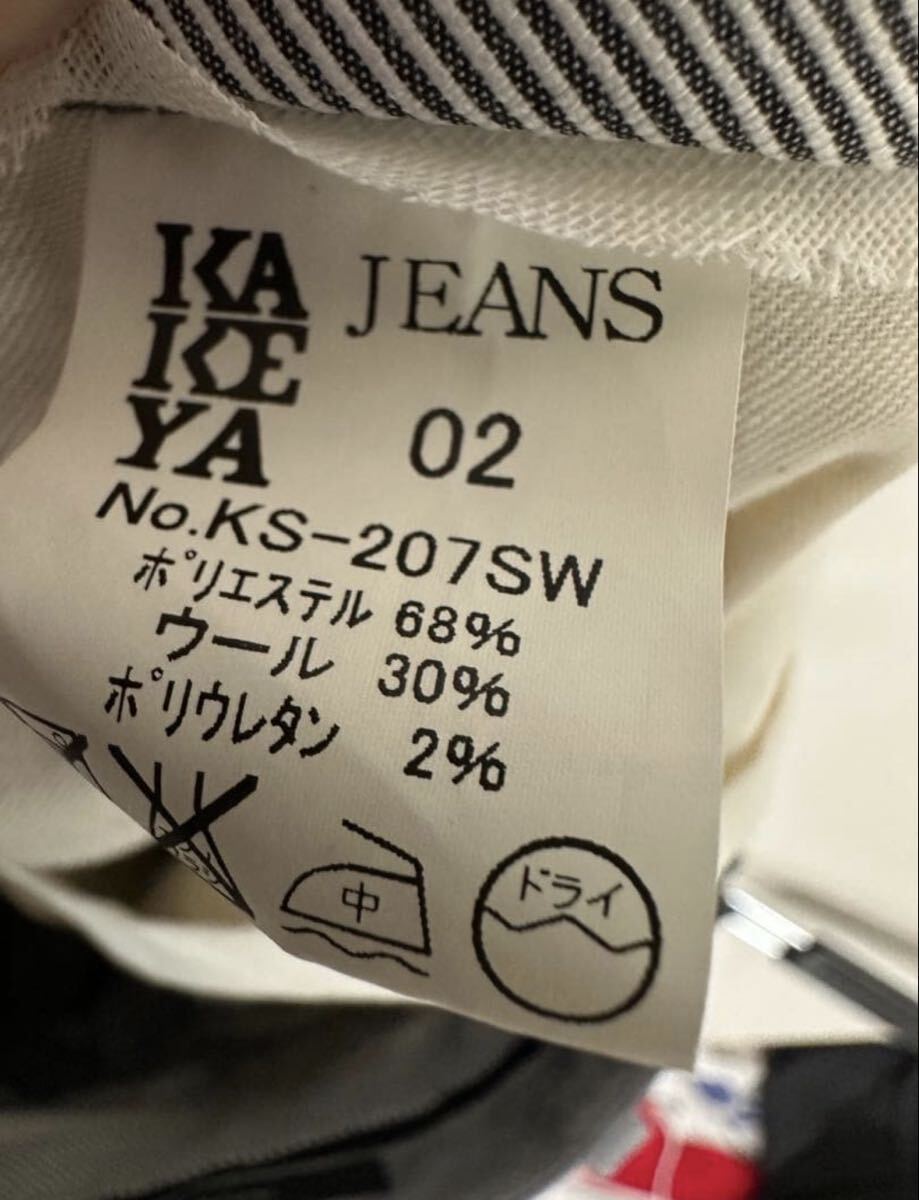 KA
KE
YA
JEANS
02
No.KS-207SW
ポリエステル 68%
ウール 30%
ポリウレタン 2%
中
ドライ